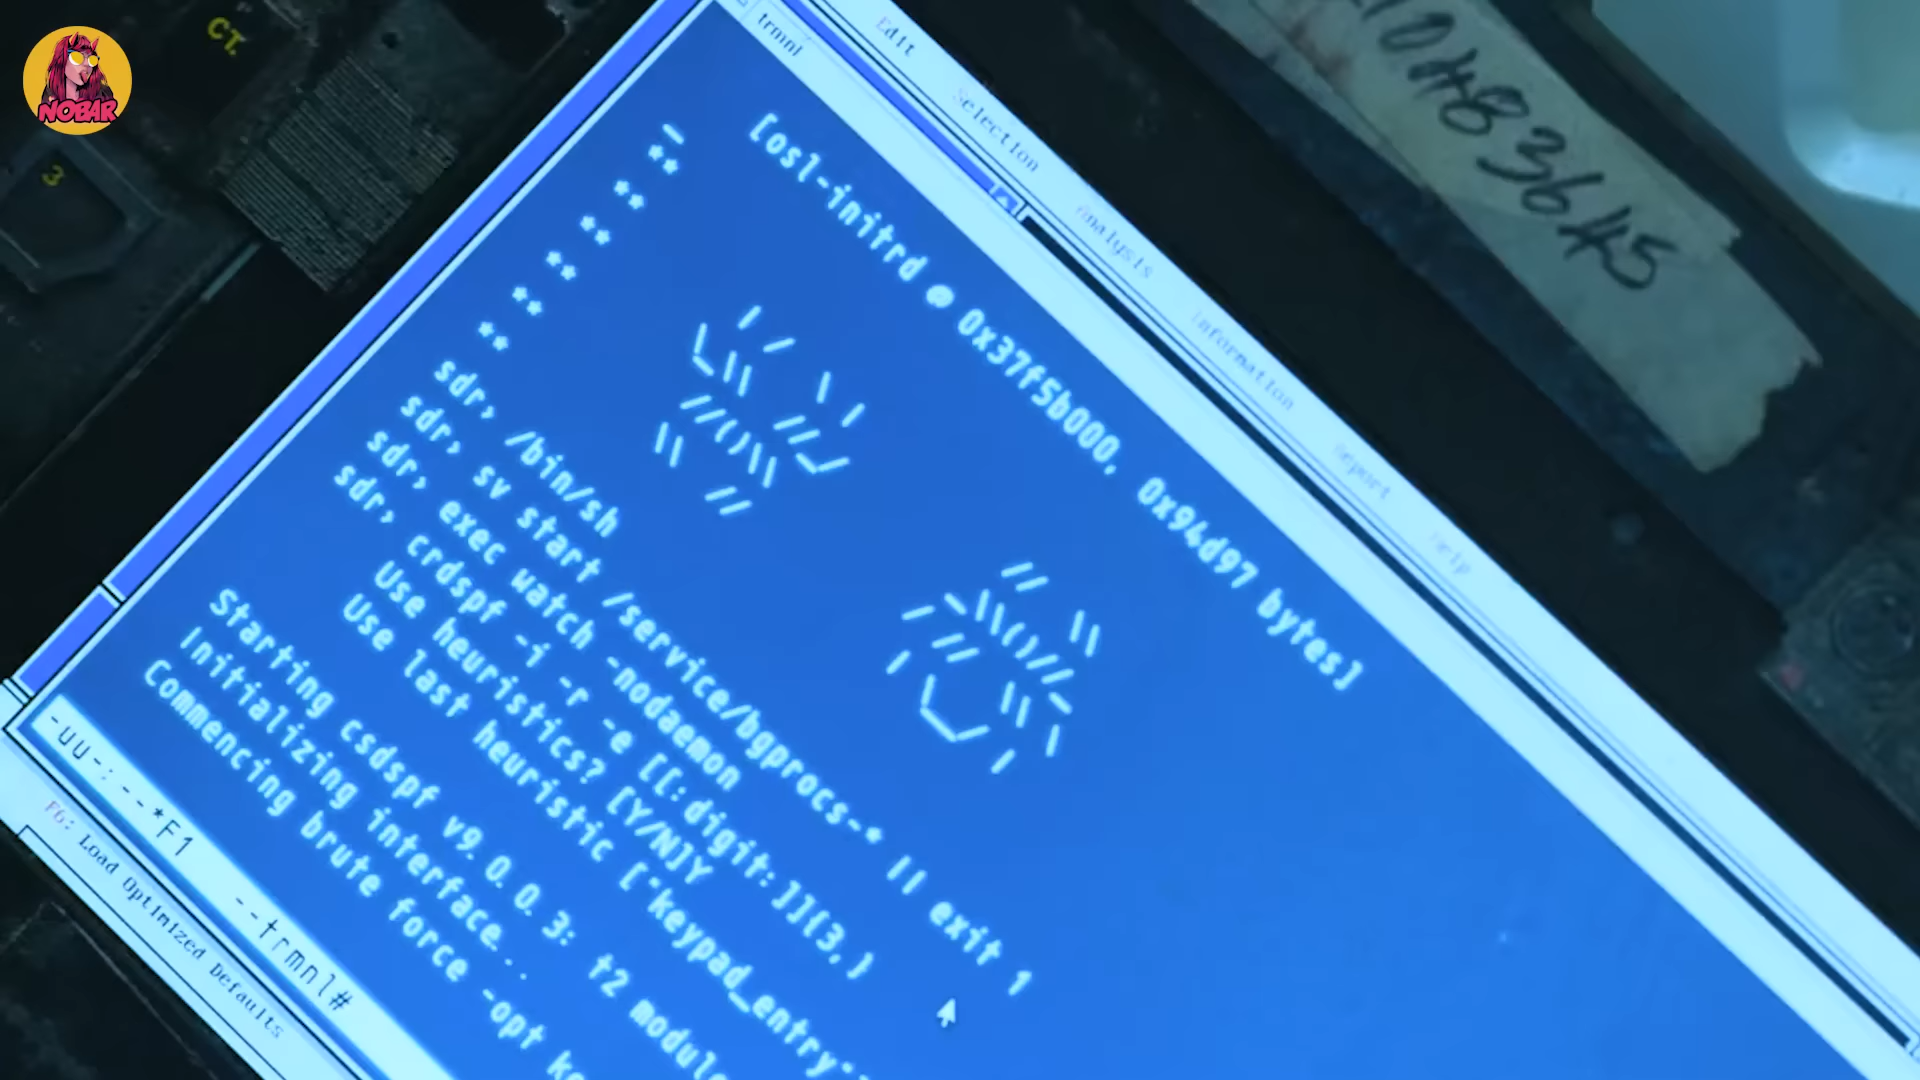 NOBAR
CT.
3
10H83645
Edit
Selection
Analysis
Information
Report
Help
trmnl
[osl-initrd @ 0x37f5b000, 0x94d97 bytes]
sdr> /bin/sh
sdr> sv start /service/bgprocs-* || exit 1
sdr> exec watch -nodaemon
sdr> crdspf -i -r -e [[:digit:]]{3,}
Use heuristics? [Y/N]Y
Use last heuristic ["keypad_entry"
Starting csdspf v9.0.0.3: t2 module
Initializing interface...
Commencing brute force -opt
-uu-:--*F1 --trmnl#
F6: Load Optimized Defaults